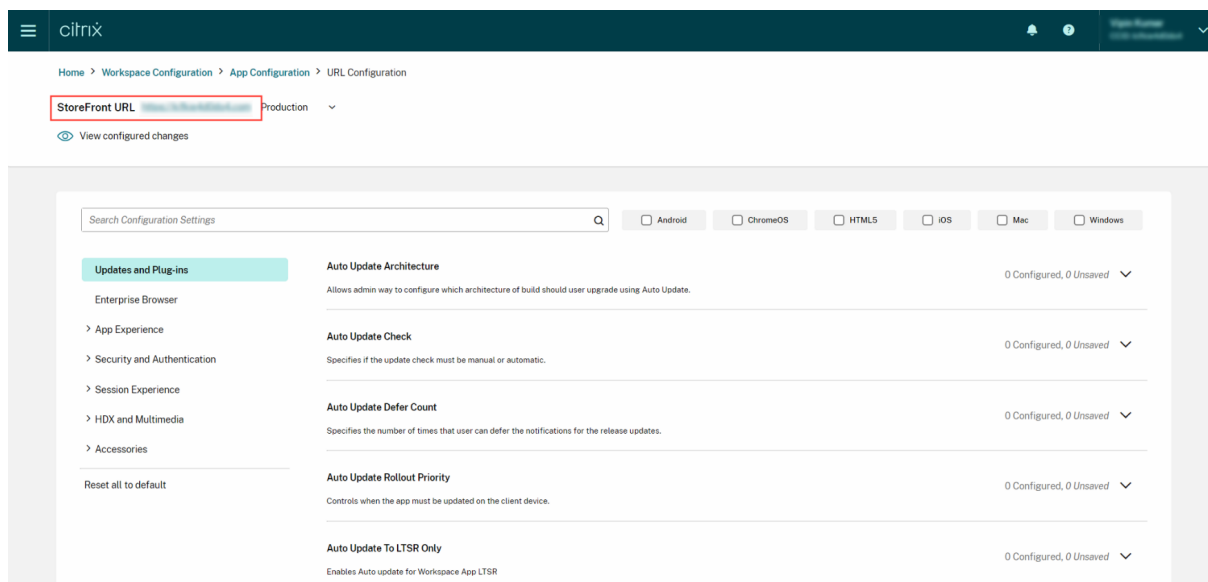 citrix
Home > Workspace Configuration > App Configuration > URL Configuration
StoreFront URL Production
View configured changes
Search Configuration Settings
Android ChromeOS HTML5 iOS Mac Windows
Updates and Plug-ins
Enterprise Browser
App Experience
Security and Authentication
Session Experience
HDX and Multimedia
Accessories
Reset all to default
Auto Update Architecture
0 Configured, 0 Unsaved
Allows admin way to configure which architecture of build should user upgrade using Auto Update.
Auto Update Check
0 Configured, 0 Unsaved
Specifies if the update check must be manual or automatic.
Auto Update Defer Count
0 Configured, 0 Unsaved
Specifies the number of times that user can defer the notifications for the release updates.
Auto Update Rollout Priority
0 Configured, 0 Unsaved
Controls when the app must be updated on the client device.
Auto Update To LTSR Only
0 Configured, 0 Unsaved
Enables Auto update for Workspace App LTSR